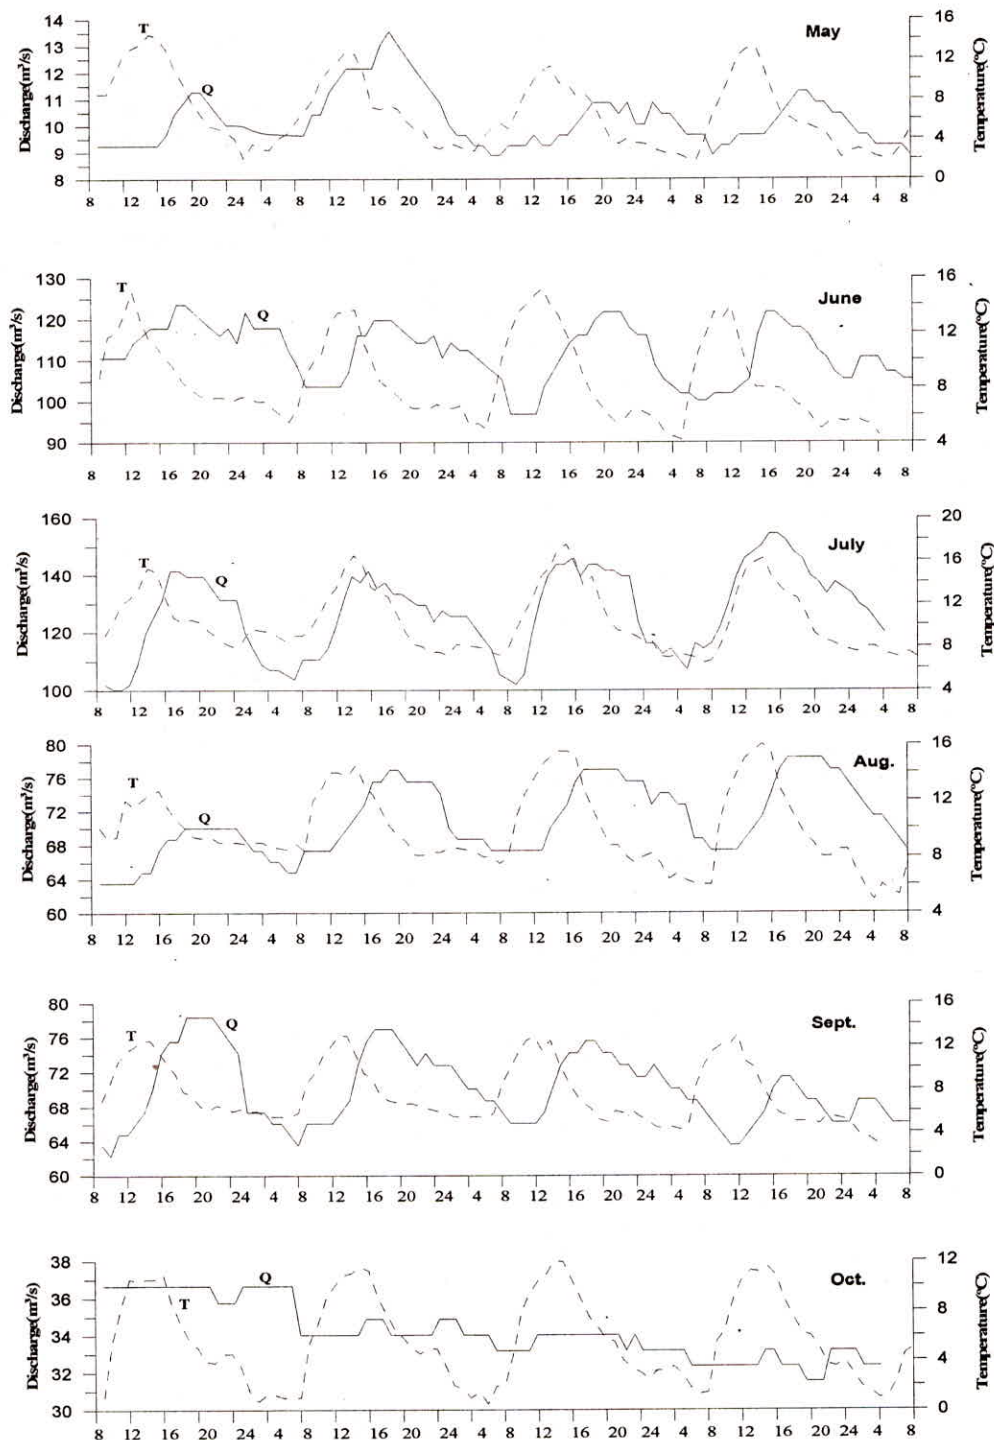 14
13
12
11
10
9
8
Discharge(m³/s)
T
Q
May
16
12
8
4
0
Temperature(°C)
8 12 16 20 24 4 8 12 16 20 24 4 8 12 16 20 24 4 8 12 16 20 24 4 8
130
120
110
100
90
Discharge(m³/s)
T
Q
June
16
12
8
4
Temperature(°C)
8 12 16 20 24 4 8 12 16 20 24 4 8 12 16 20 24 4 8 12 16 20 24 4 8
160
140
120
100
Discharge(m³/s)
T
Q
July
20
16
12
8
4
Temperature(°C)
8 12 16 20 24 4 8 12 16 20 24 4 8 12 16 20 24 4 8 12 16 20 24 4 8
80
76
72
68
64
60
Discharge(m³/s)
T
Q
Aug.
16
12
8
4
Temperature(°C)
8 12 16 20 24 4 8 12 16 20 24 4 8 12 16 20 24 4 8 12 16 20 24 4 8
80
76
72
68
64
60
Discharge(m³/s)
T
Q
Sept.
16
12
8
4
0
Temperature(°C)
8 12 16 20 24 4 8 12 16 20 24 4 8 12 16 20 24 4 8 12 16 20 24 4 8
38
36
34
32
30
Discharge(m³/s)
Q
T
Oct.
12
8
4
0
Temperature(°C)
8 12 16 20 24 4 8 12 16 20 24 4 8 12 16 20 24 4 8 12 16 20 24 4 8